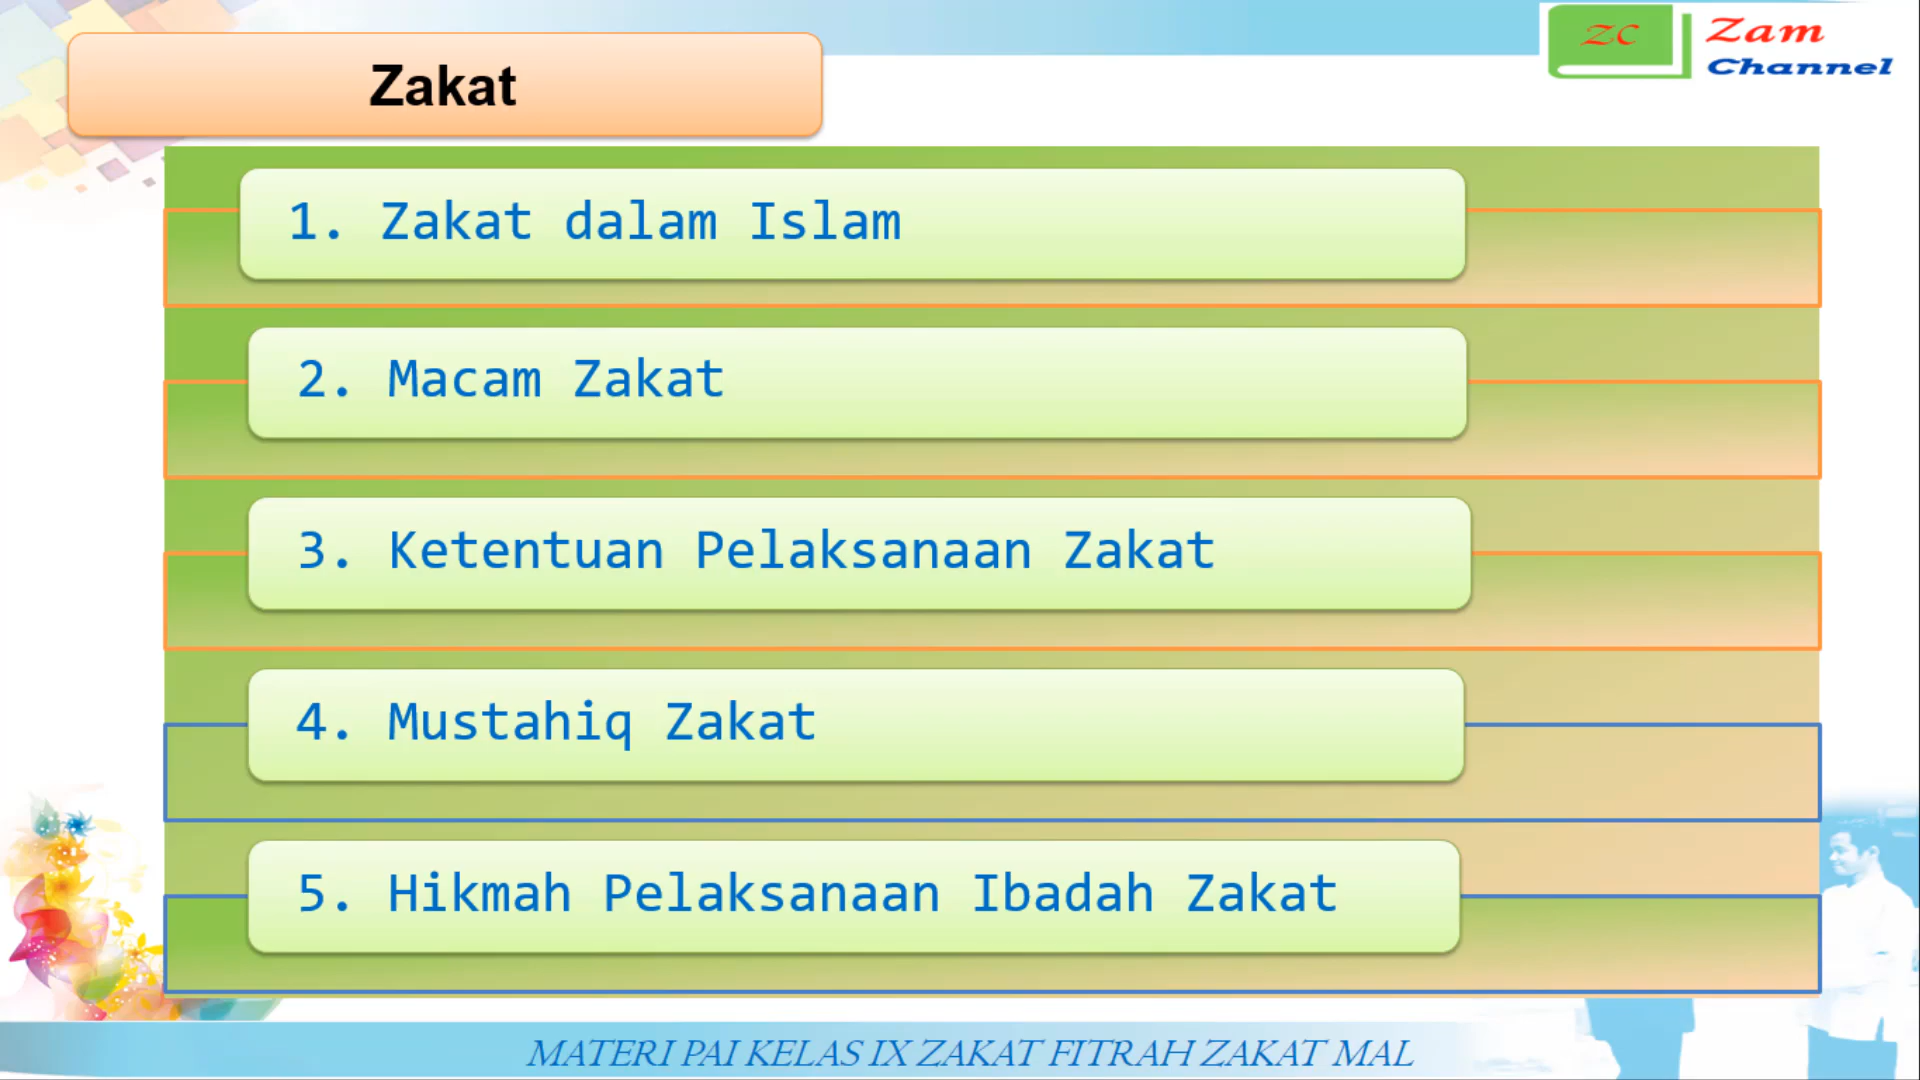 Zakat
ZC
Zam
Channel
1. Zakat dalam Islam
2. Macam Zakat
3. Ketentuan Pelaksanaan Zakat
4. Mustahiq Zakat
5. Hikmah Pelaksanaan Ibadah Zakat
MATERI PAI KELAS IX ZAKAT FITRAH ZAKAT MAL